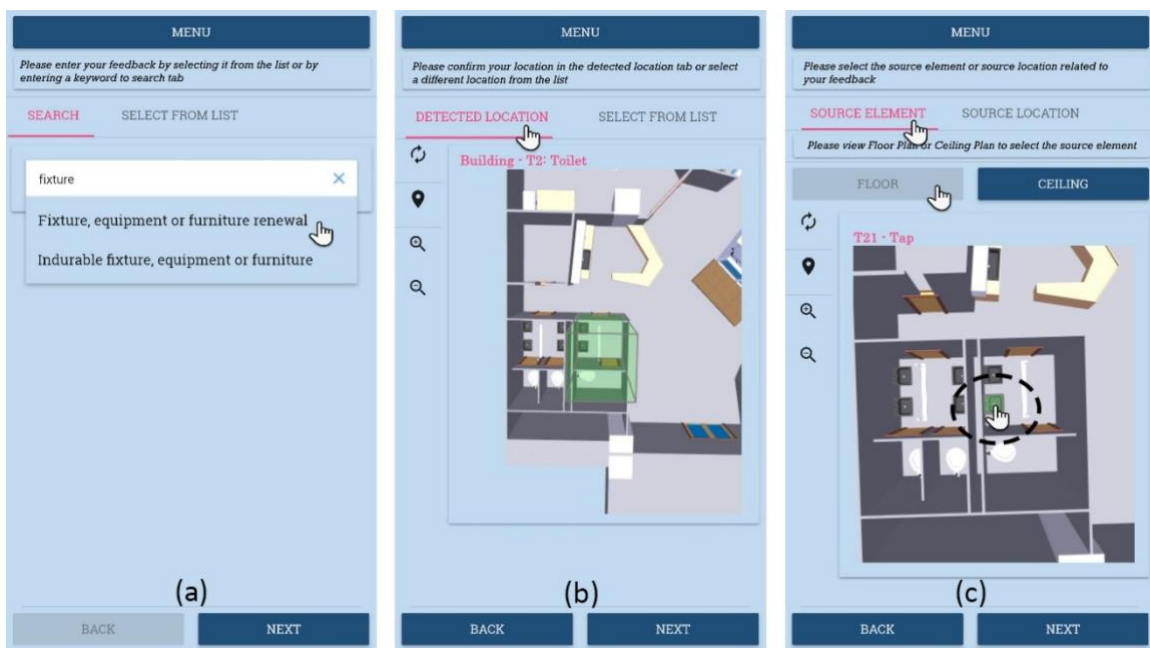 MENU
Please enter your feedback by selecting it from the list or by
entering a keyword to search tab
SEARCH SELECT FROM LIST
fixture
Fixture, equipment or furniture renewal
Indurable fixture, equipment or furniture
(a)
BACK NEXT
MENU
Please confirm your location in the detected location tab or select
a different location from the list
DETECTED LOCATION SELECT FROM LIST
Building - T2: Toilet
(b)
BACK NEXT
MENU
Please select the source element or source location related to
your feedback
SOURCE ELEMENT SOURCE LOCATION
Please view Floor Plan or Ceiling Plan to select the source element
FLOOR CEILING
T21 - Tap
(c)
BACK NEXT